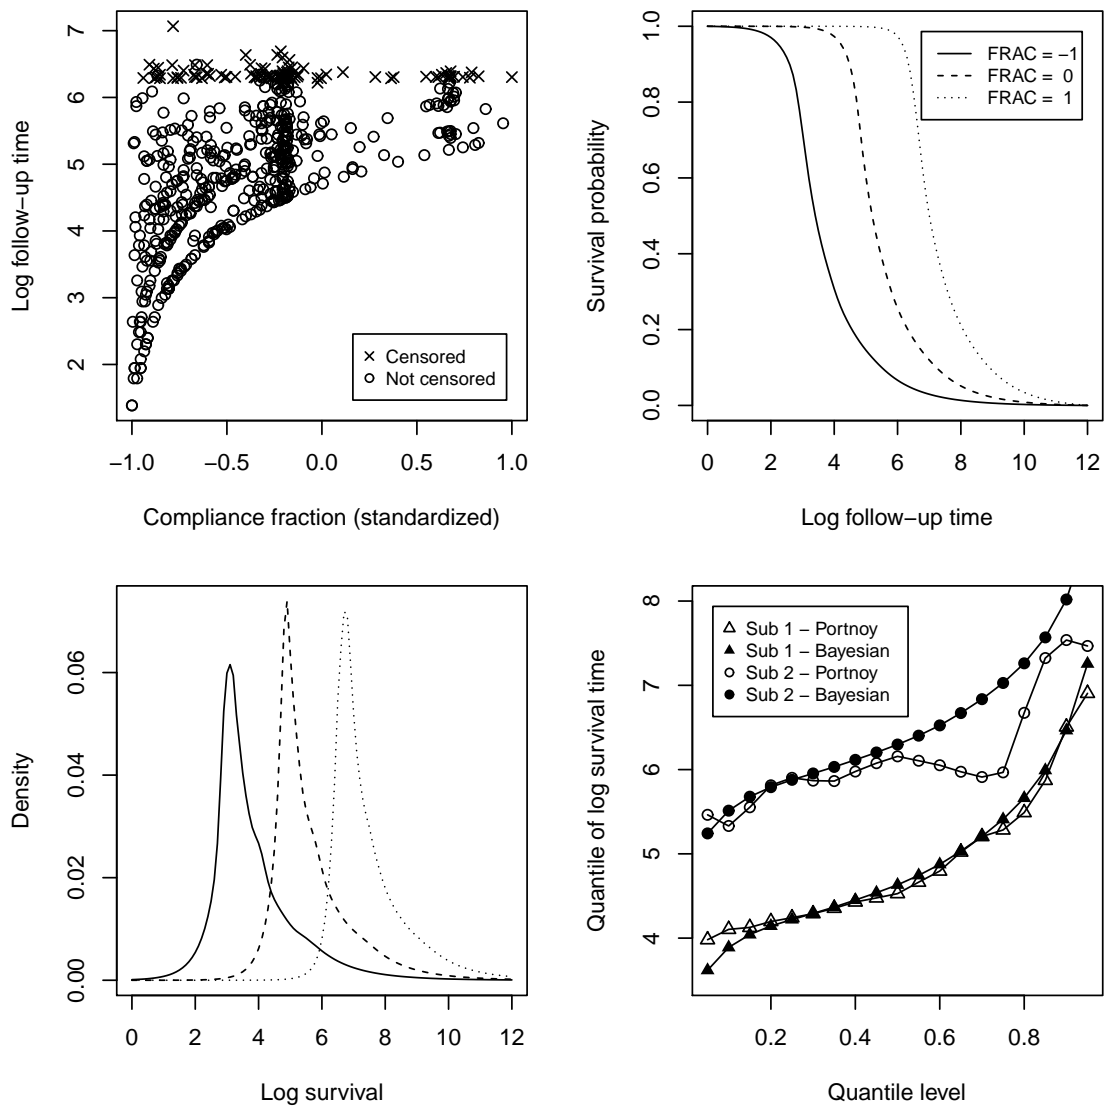 Log follow−up time
7
6
5
4
3
2
× Censored
○ Not censored
−1.0 −0.5 0.0 0.5 1.0
Compliance fraction (standardized)
Survival probability
1.0
0.8
0.6
0.4
0.2
0.0
FRAC = −1
FRAC = 0
FRAC = 1
0 2 4 6 8 10 12
Log follow−up time
Density
0.06
0.04
0.02
0.00
0 2 4 6 8 10 12
Log survival
Quantile of log survival time
8
7
6
5
4
Sub 1 − Portnoy
Sub 1 − Bayesian
Sub 2 − Portnoy
Sub 2 − Bayesian
0.2 0.4 0.6 0.8
Quantile level